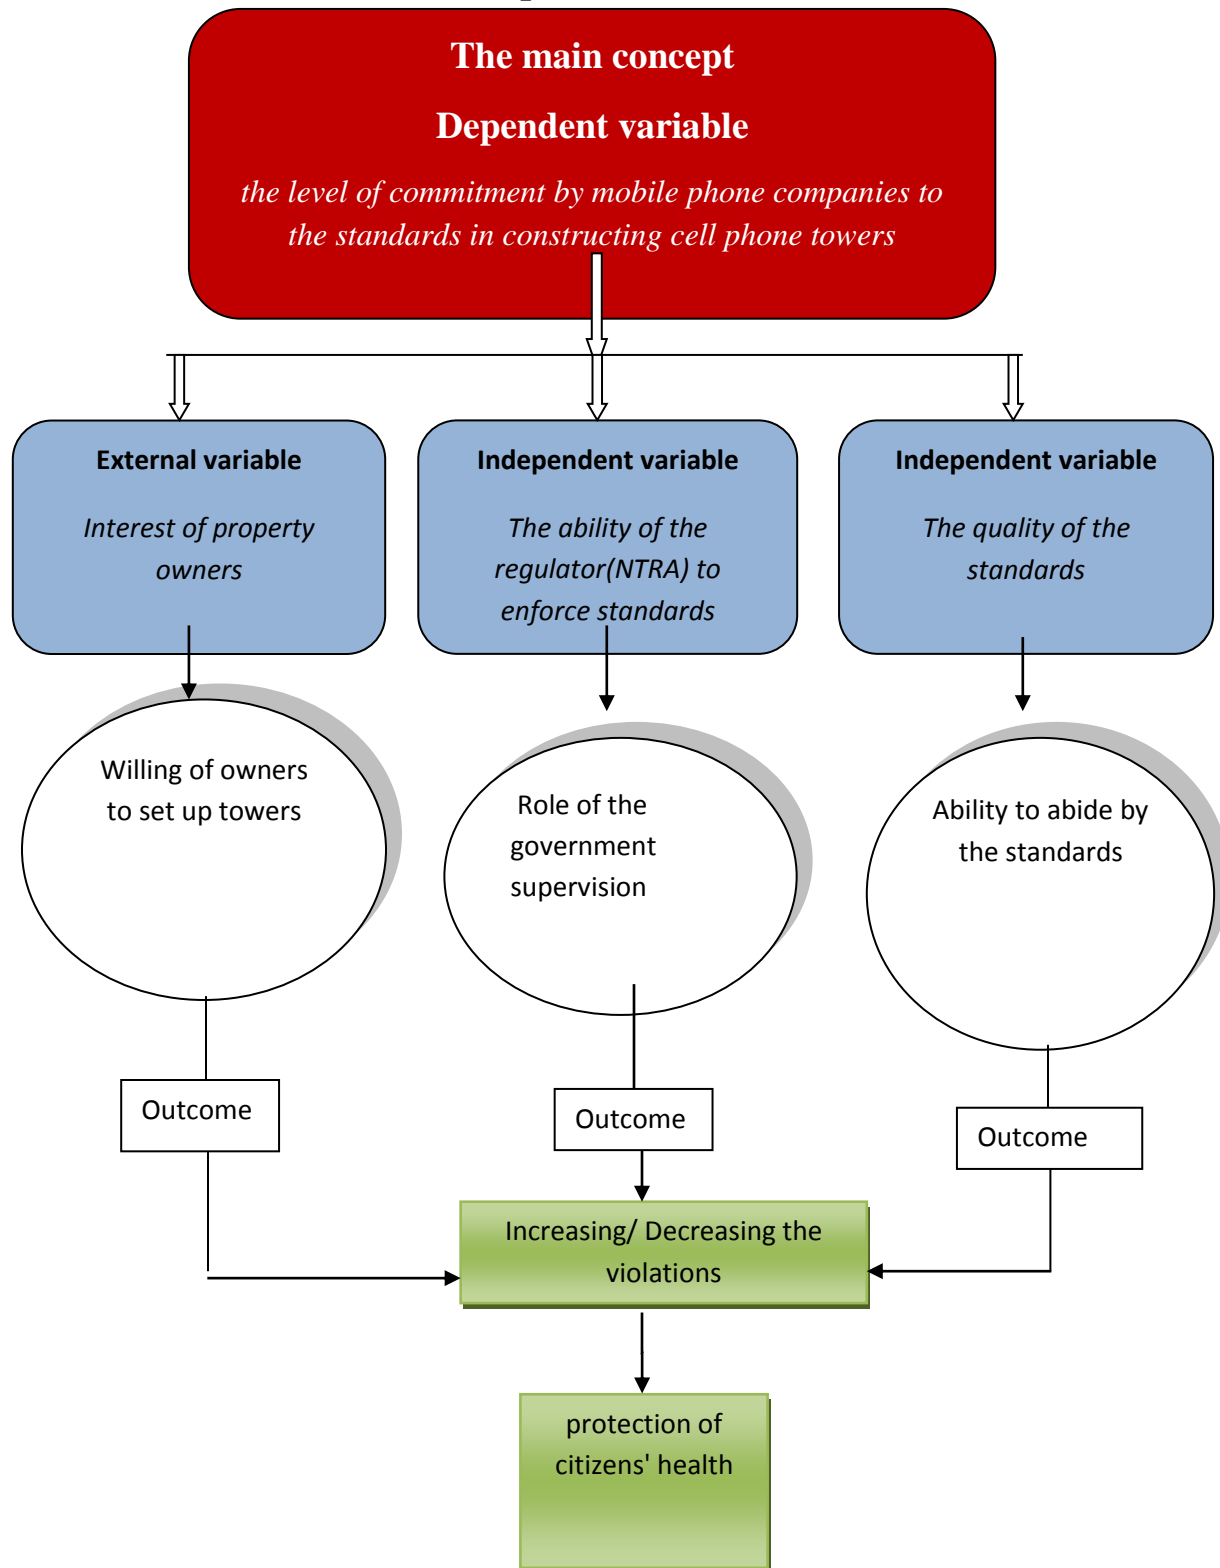 The main concept
Dependent variable
the level of commitment by mobile phone companies to
the standards in constructing cell phone towers
External variable
Interest of property
owners
Independent variable
The ability of the
regulator(NTRA) to
enforce standards
Independent variable
The quality of the
standards
Willing of owners
to set up towers
Role of the
government
supervision
Ability to abide by
the standards
Outcome
Outcome
Outcome
Increasing/ Decreasing the
violations
protection of
citizens' health